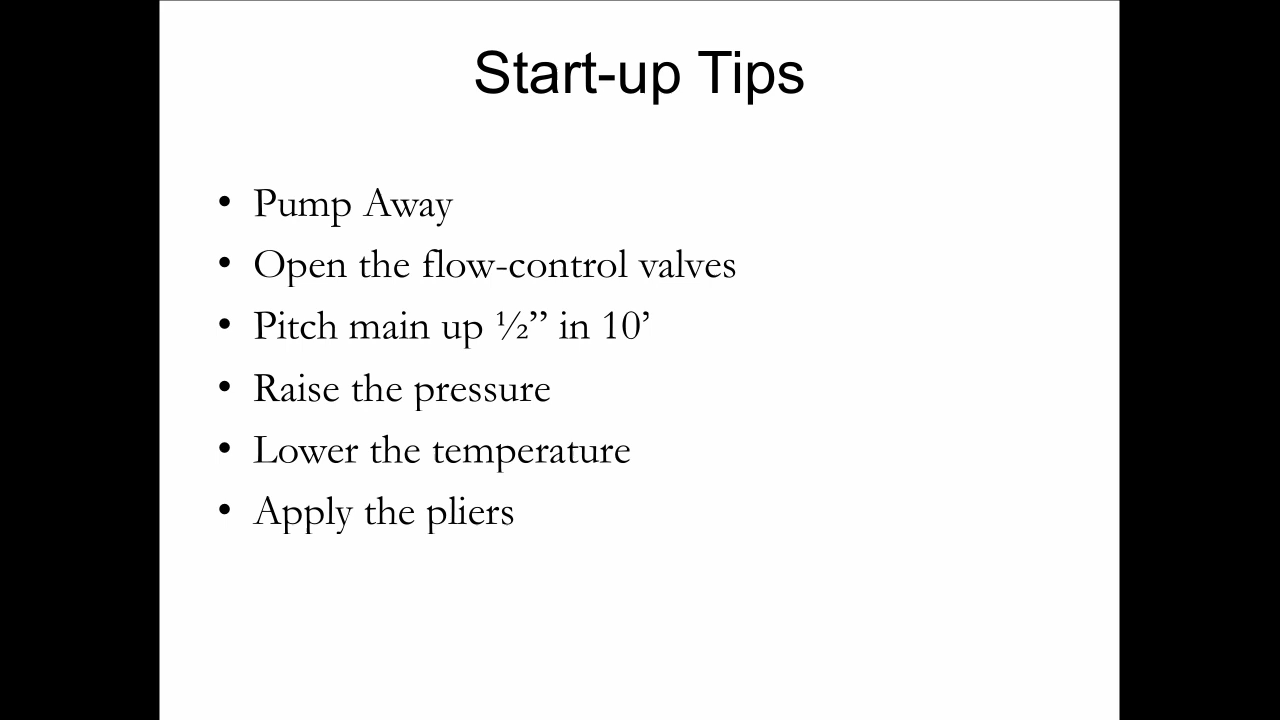 Start-up Tips
• Pump Away
• Open the flow-control valves
• Pitch main up ½” in 10’
• Raise the pressure
• Lower the temperature
• Apply the pliers